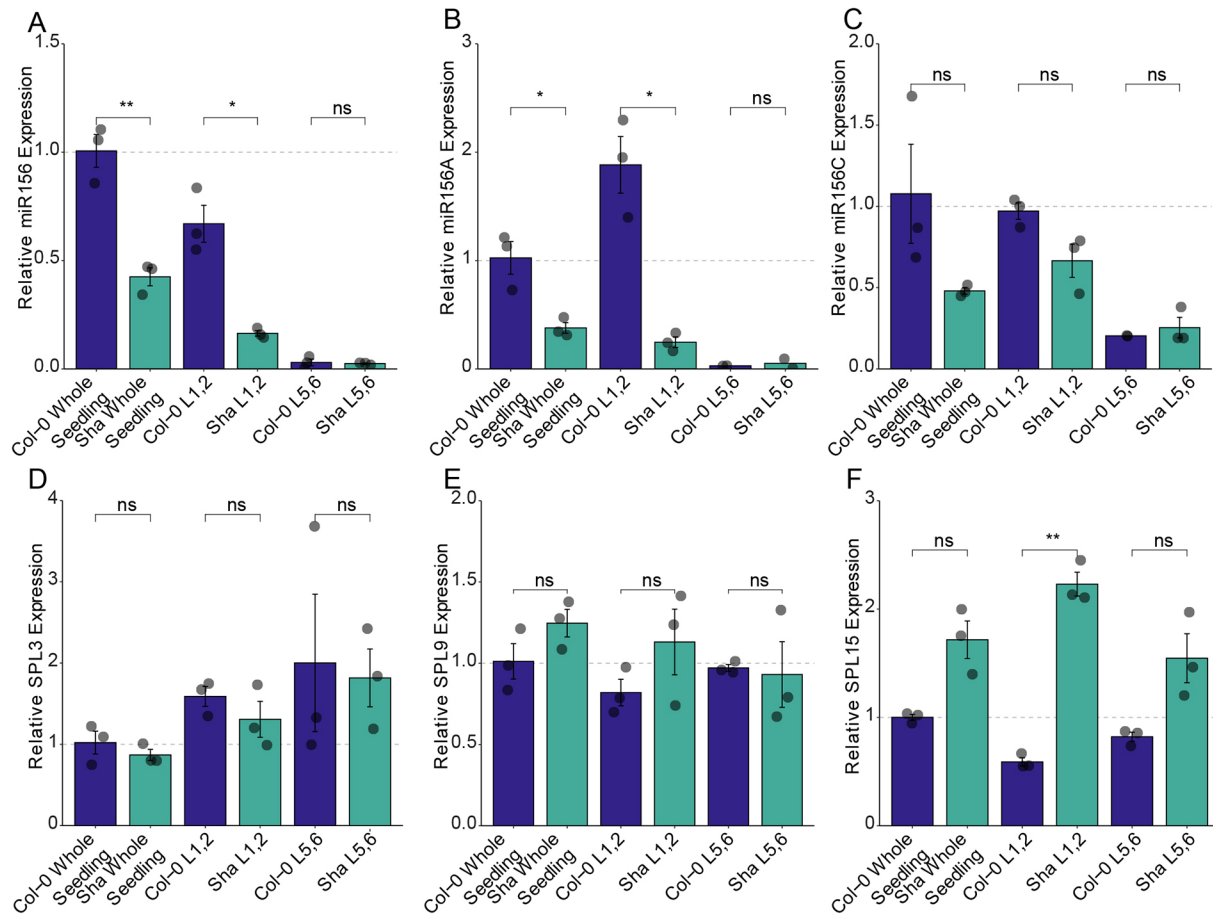 A
Relative miR156 Expression
1.5
1.0
0.5
0.0
**
*
ns
Col–0 Whole
Seedling
Sha Whole
Seedling
Col–0 L1,2
Sha L1,2
Col–0 L5,6
Sha L5,6
B
Relative miR156A Expression
3
2
1
0
*
*
ns
Col–0 Whole
Seedling
Sha Whole
Seedling
Col–0 L1,2
Sha L1,2
Col–0 L5,6
Sha L5,6
C
Relative miR156C Expression
2.0
1.5
1.0
0.5
0.0
ns
ns
ns
Col–0 Whole
Seedling
Sha Whole
Seedling
Col–0 L1,2
Sha L1,2
Col–0 L5,6
Sha L5,6
D
Relative SPL3 Expression
4
3
2
1
0
ns
ns
ns
Col–0 Whole
Seedling
Sha Whole
Seedling
Col–0 L1,2
Sha L1,2
Col–0 L5,6
Sha L5,6
E
Relative SPL9 Expression
2.0
1.5
1.0
0.5
0.0
ns
ns
ns
Col–0 Whole
Seedling
Sha Whole
Seedling
Col–0 L1,2
Sha L1,2
Col–0 L5,6
Sha L5,6
F
Relative SPL15 Expression
3
2
1
0
ns
**
ns
Col–0 Whole
Seedling
Sha Whole
Seedling
Col–0 L1,2
Sha L1,2
Col–0 L5,6
Sha L5,6